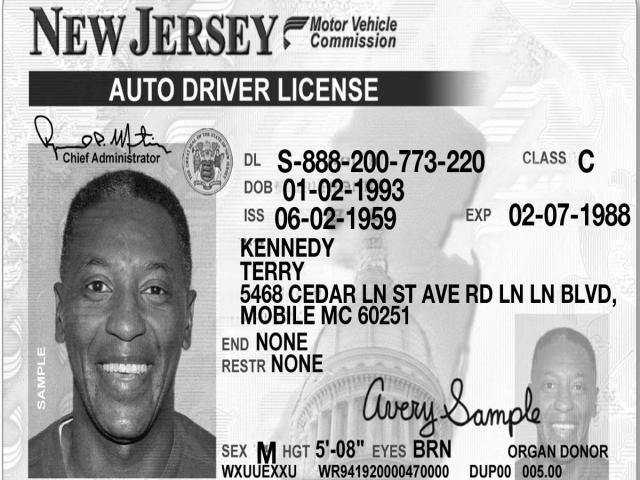 NEW JERSEY Motor Vehicle Commission
AUTO DRIVER LICENSE
Chief Administrator
DL S-888-200-773-220 CLASS C
DOB 01-02-1993
ISS 06-02-1959 EXP 02-07-1988
KENNEDY
TERRY
5468 CEDAR LN ST AVE RD LN LN BLVD,
MOBILE MC 60251
END NONE
RESTR NONE
SAMPLE
Avery Sample
SEX M HGT 5'-08" EYES BRN ORGAN DONOR
WXUUEXXU WR941920000470000 DUP00 005.00